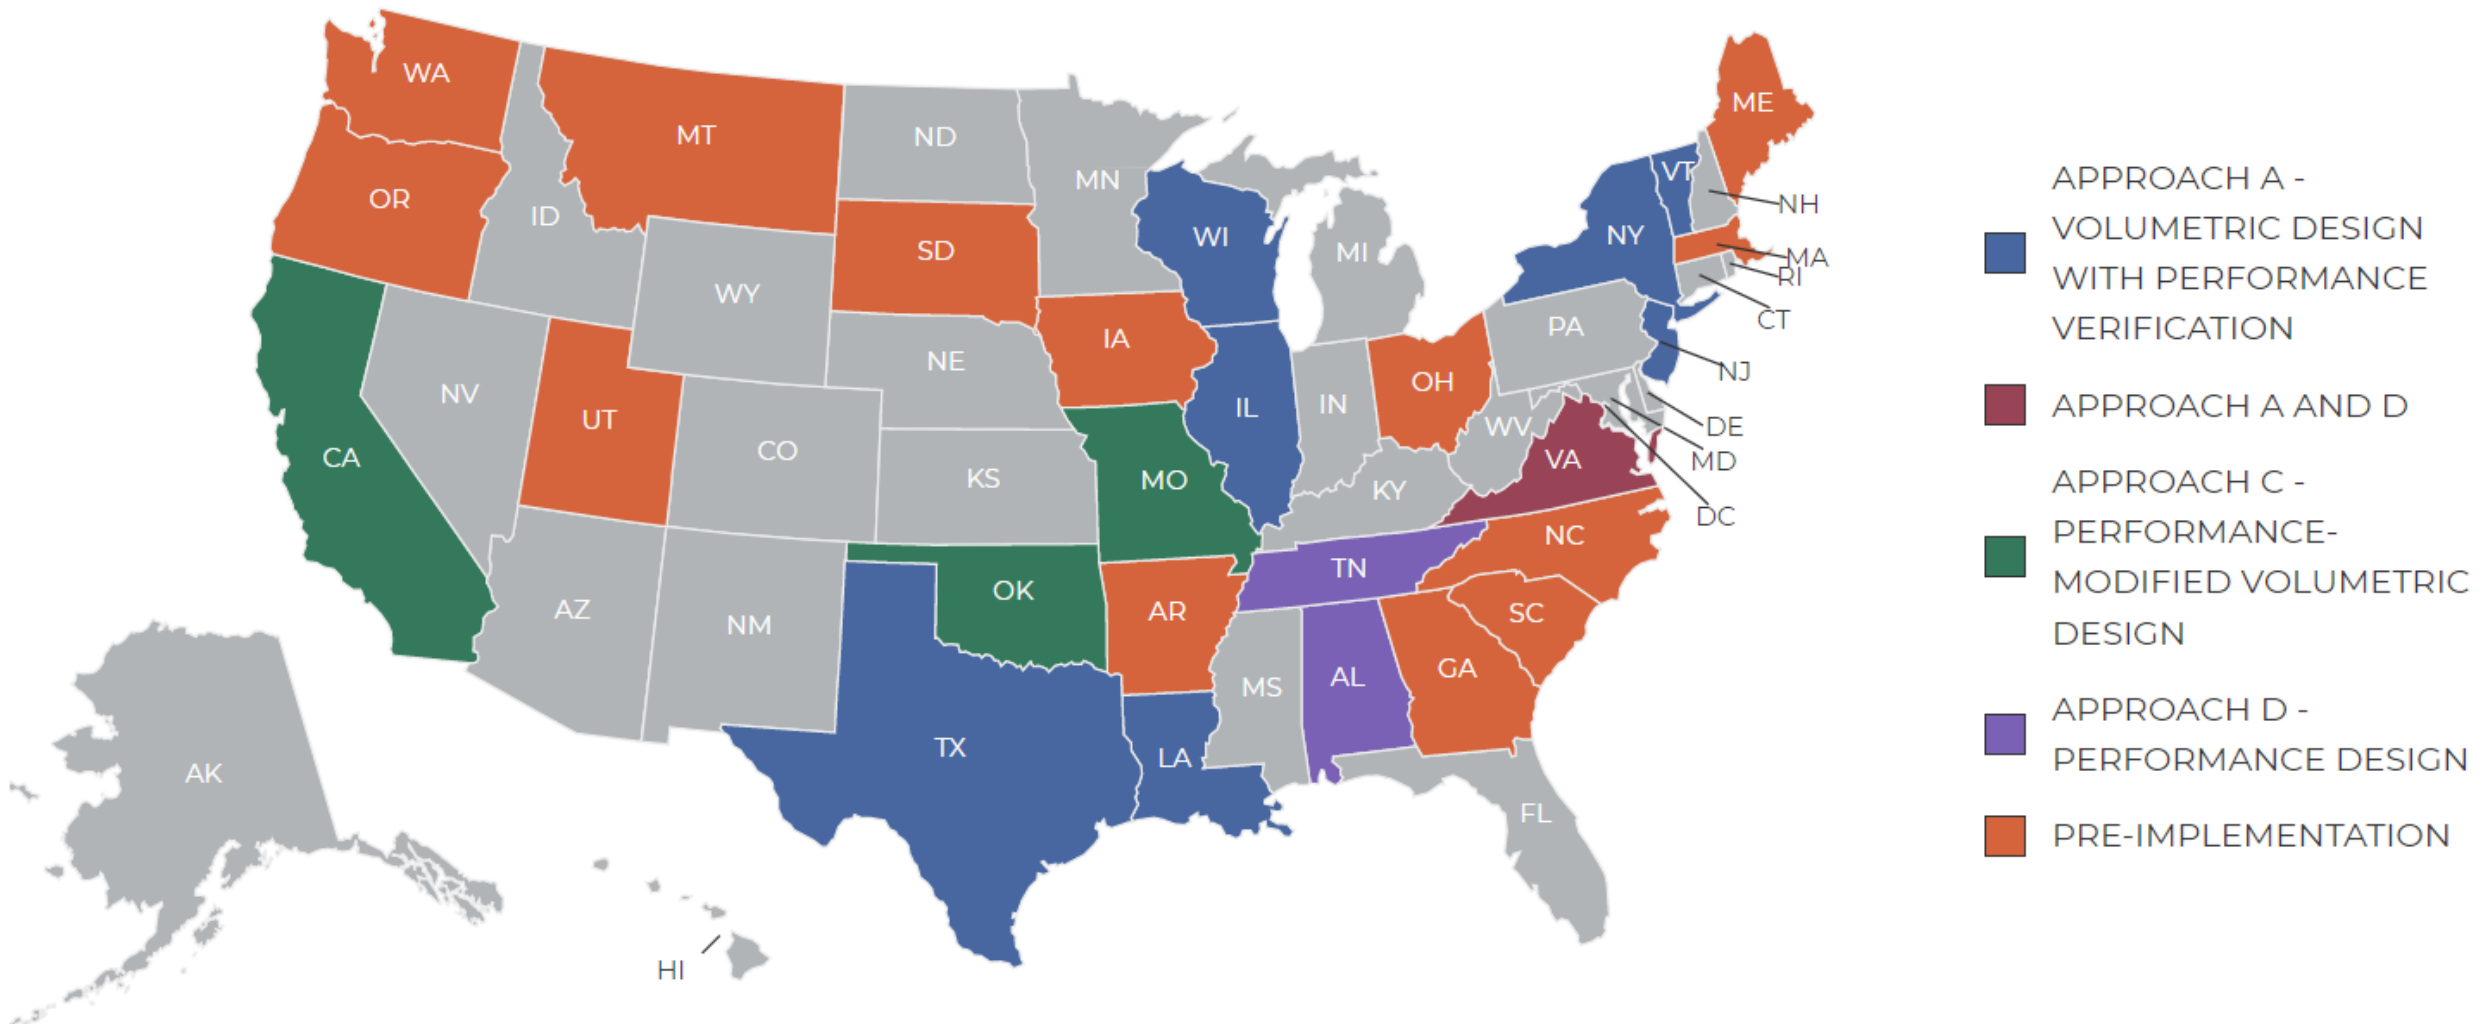 WA
MT
ND
MN
OR
ID
SD
WI
MI
WY
IA
NE
NV
UT
CO
KS
CA
IL
IN
OH
PA
NY
VT
ME
NH
MA
RI
CT
NJ
DE
MD
DC
WV
VA
KY
MO
NC
TN
OK
AR
SC
AZ
NM
MS
AL
GA
TX
LA
FL
AK
HI
APPROACH A -
VOLUMETRIC DESIGN
WITH PERFORMANCE
VERIFICATION
APPROACH A AND D
APPROACH C -
PERFORMANCE-
MODIFIED VOLUMETRIC
DESIGN
APPROACH D -
PERFORMANCE DESIGN
PRE-IMPLEMENTATION